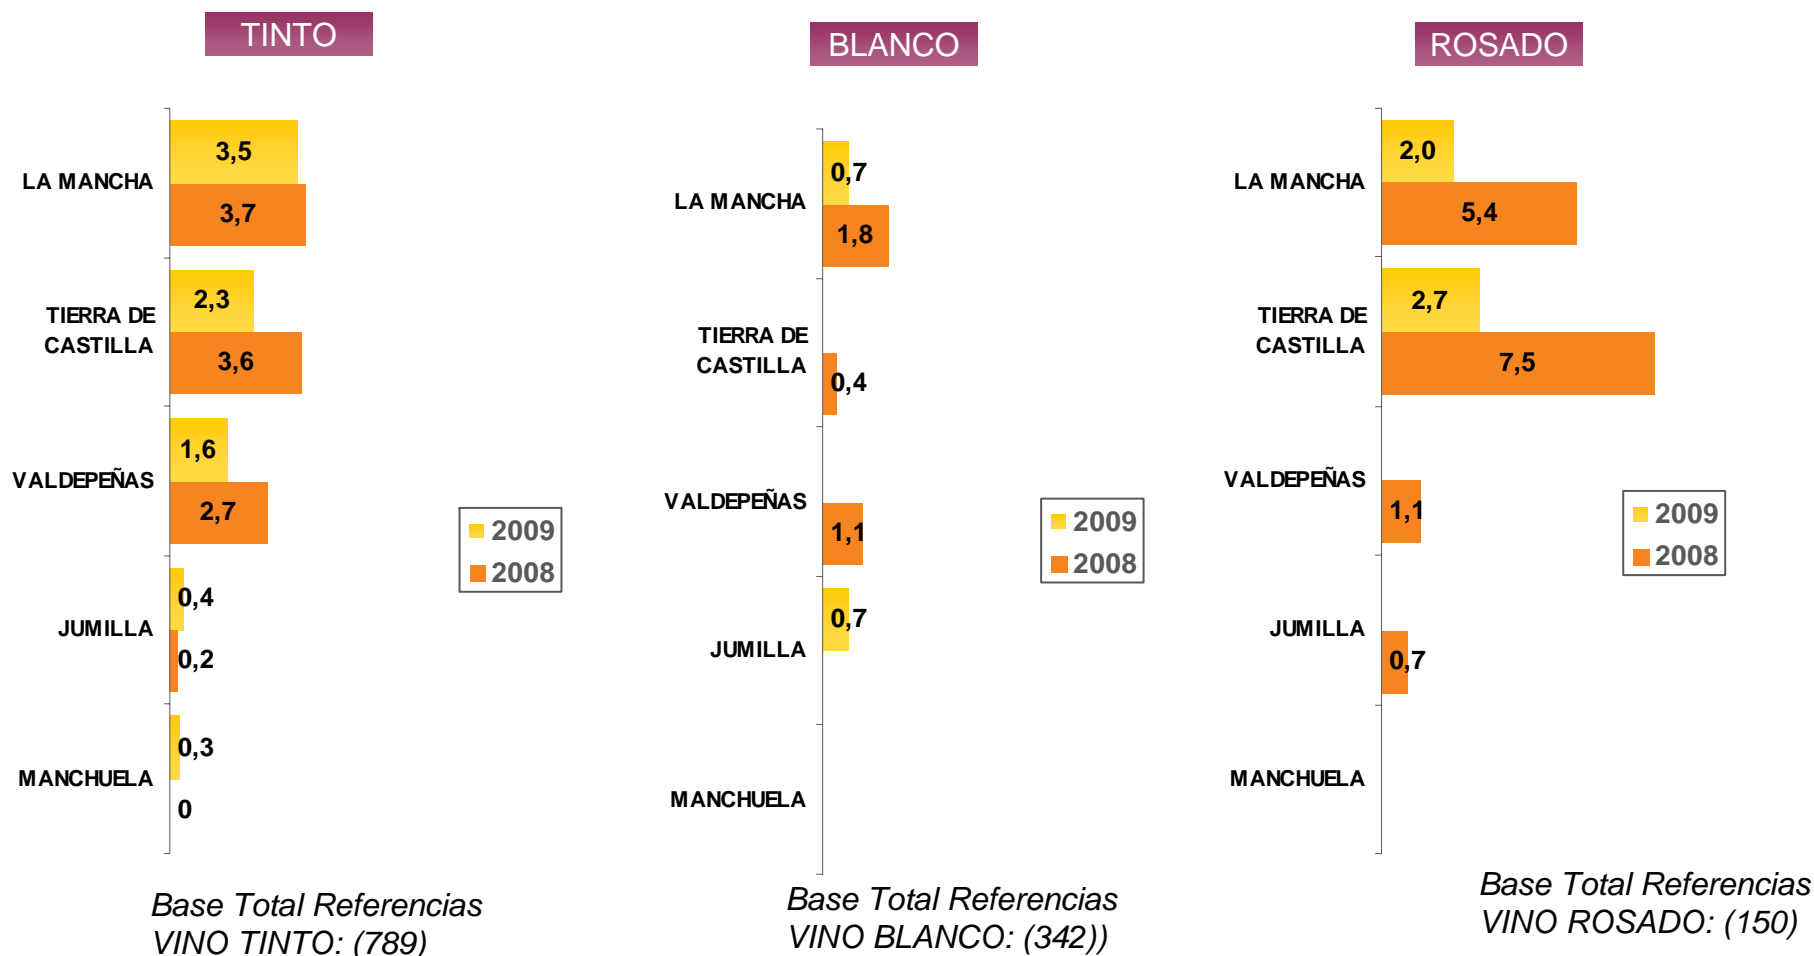 TINTO
3,5
LA MANCHA
3,7
2,3
TIERRA DE
CASTILLA
3,6
1,6
VALDEPEÑAS
2,7
2009
2008
0,4
JUMILLA
0,2
0,3
MANCHUELA
0
Base Total Referencias
VINO TINTO: (789)
BLANCO
0,7
LA MANCHA
1,8
TIERRA DE
CASTILLA
0,4
VALDEPEÑAS
1,1
2009
2008
0,7
JUMILLA
MANCHUELA
Base Total Referencias
VINO BLANCO: (342))
ROSADO
2,0
LA MANCHA
5,4
2,7
TIERRA DE
CASTILLA
7,5
VALDEPEÑAS
1,1
2009
2008
JUMILLA
0,7
MANCHUELA
Base Total Referencias
VINO ROSADO: (150)